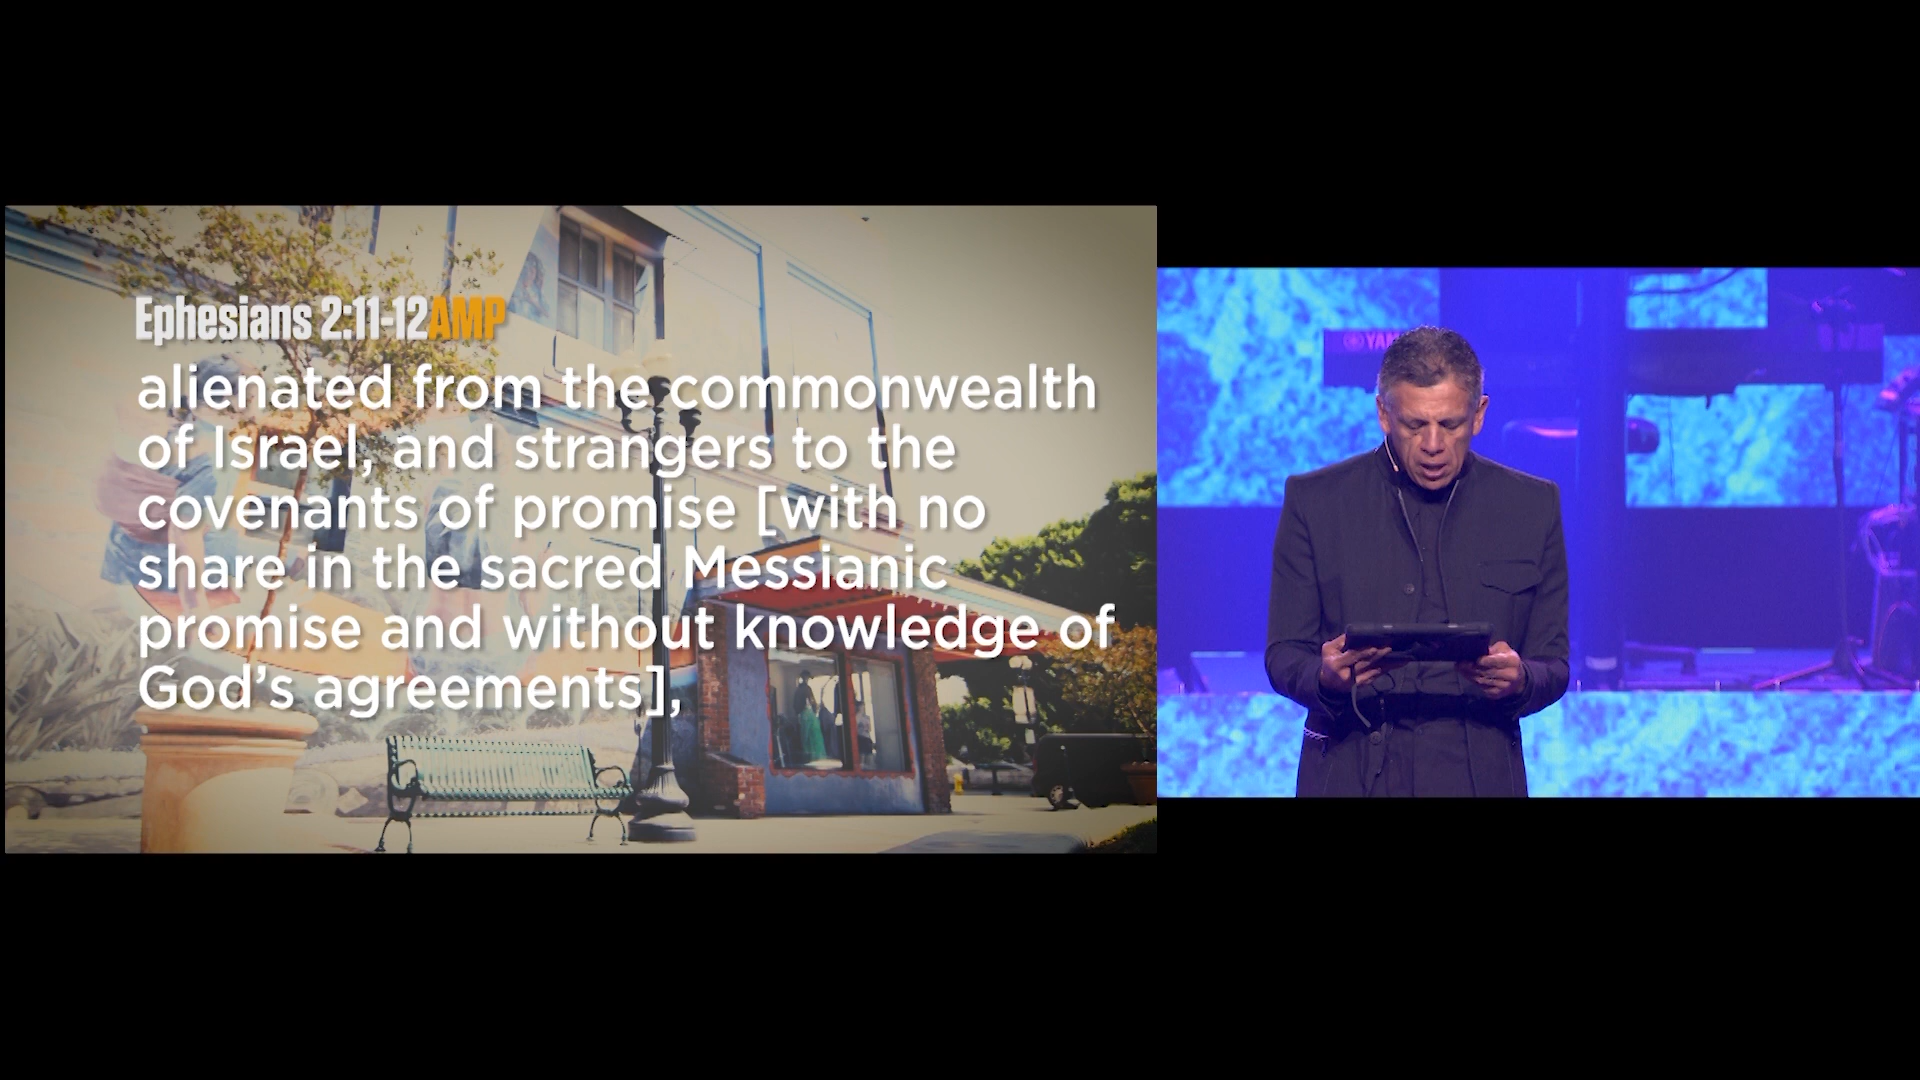 Ephesians 2:11-12AMP
alienated from the commonwealth
of Israel, and strangers to the
covenants of promise [with no
share in the sacred Messianic
promise and without knowledge of
God’s agreements],